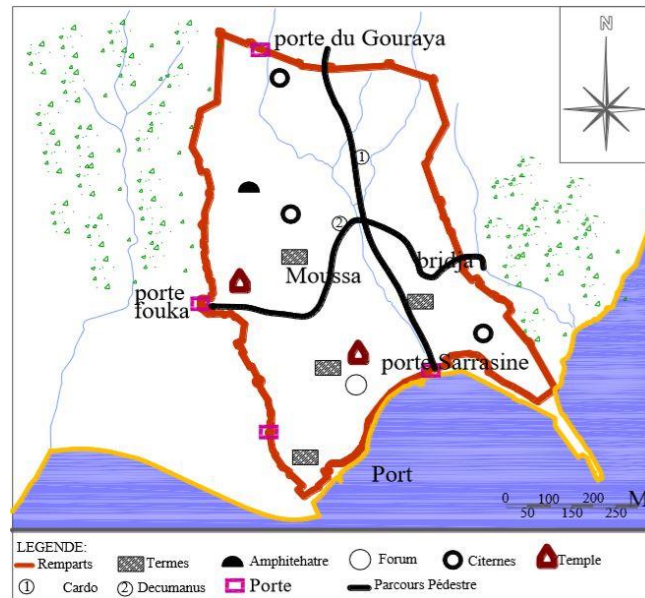 N
porte du Gouraya
①
②
bridja
Moussa
porte
fouka
porte Sarrasine
Port
0 100 200 M
50 150 250
LEGENDE:
Termes
Amphitehatre
Forum
Citernes
Temple
Remparts
① Cardo
② Decumanus
Porte
Parcours Pédestre